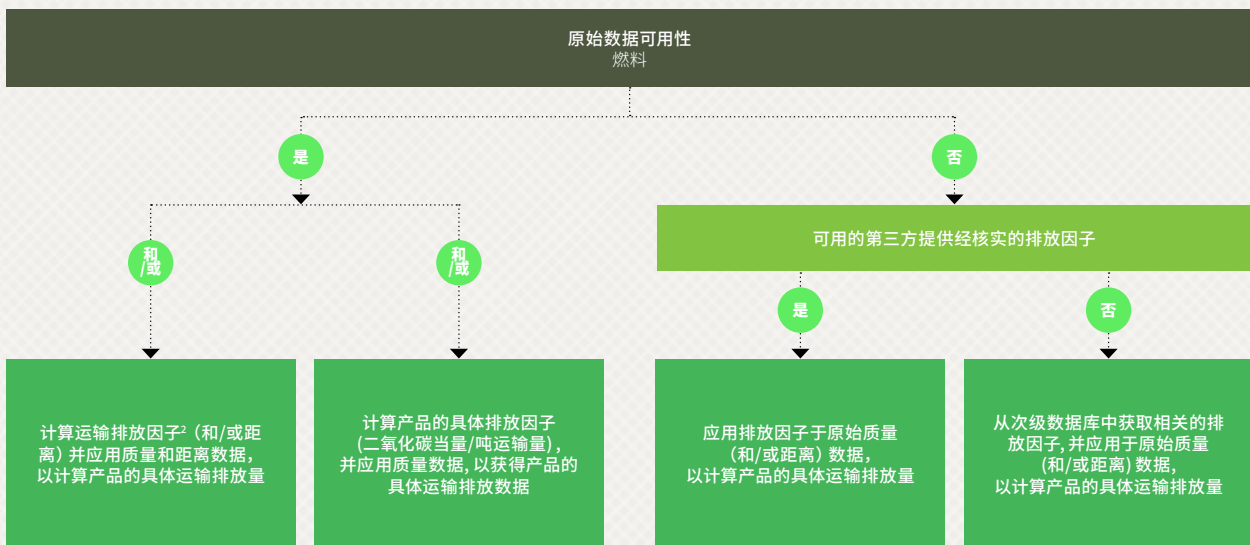 原始数据可用性
燃料
是
否
和
/或
和
/或
可用的第三方提供经核实的排放因子
是
否
计算运输排放因子²（和/或距
离）并应用质量和距离数据，
以计算产品的具体运输排放量
计算产品的具体排放因子
(二氧化碳当量/吨运输量)，
并应用质量数据, 以获得产品的
具体运输排放数据
应用排放因子于原始质量
（和/或距离）数据，
以计算产品的具体运输排放量
从次级数据库中获取相关的排
放因子, 并应用于原始质量
(和/或距离) 数据，
以计算产品的具体运输排放量